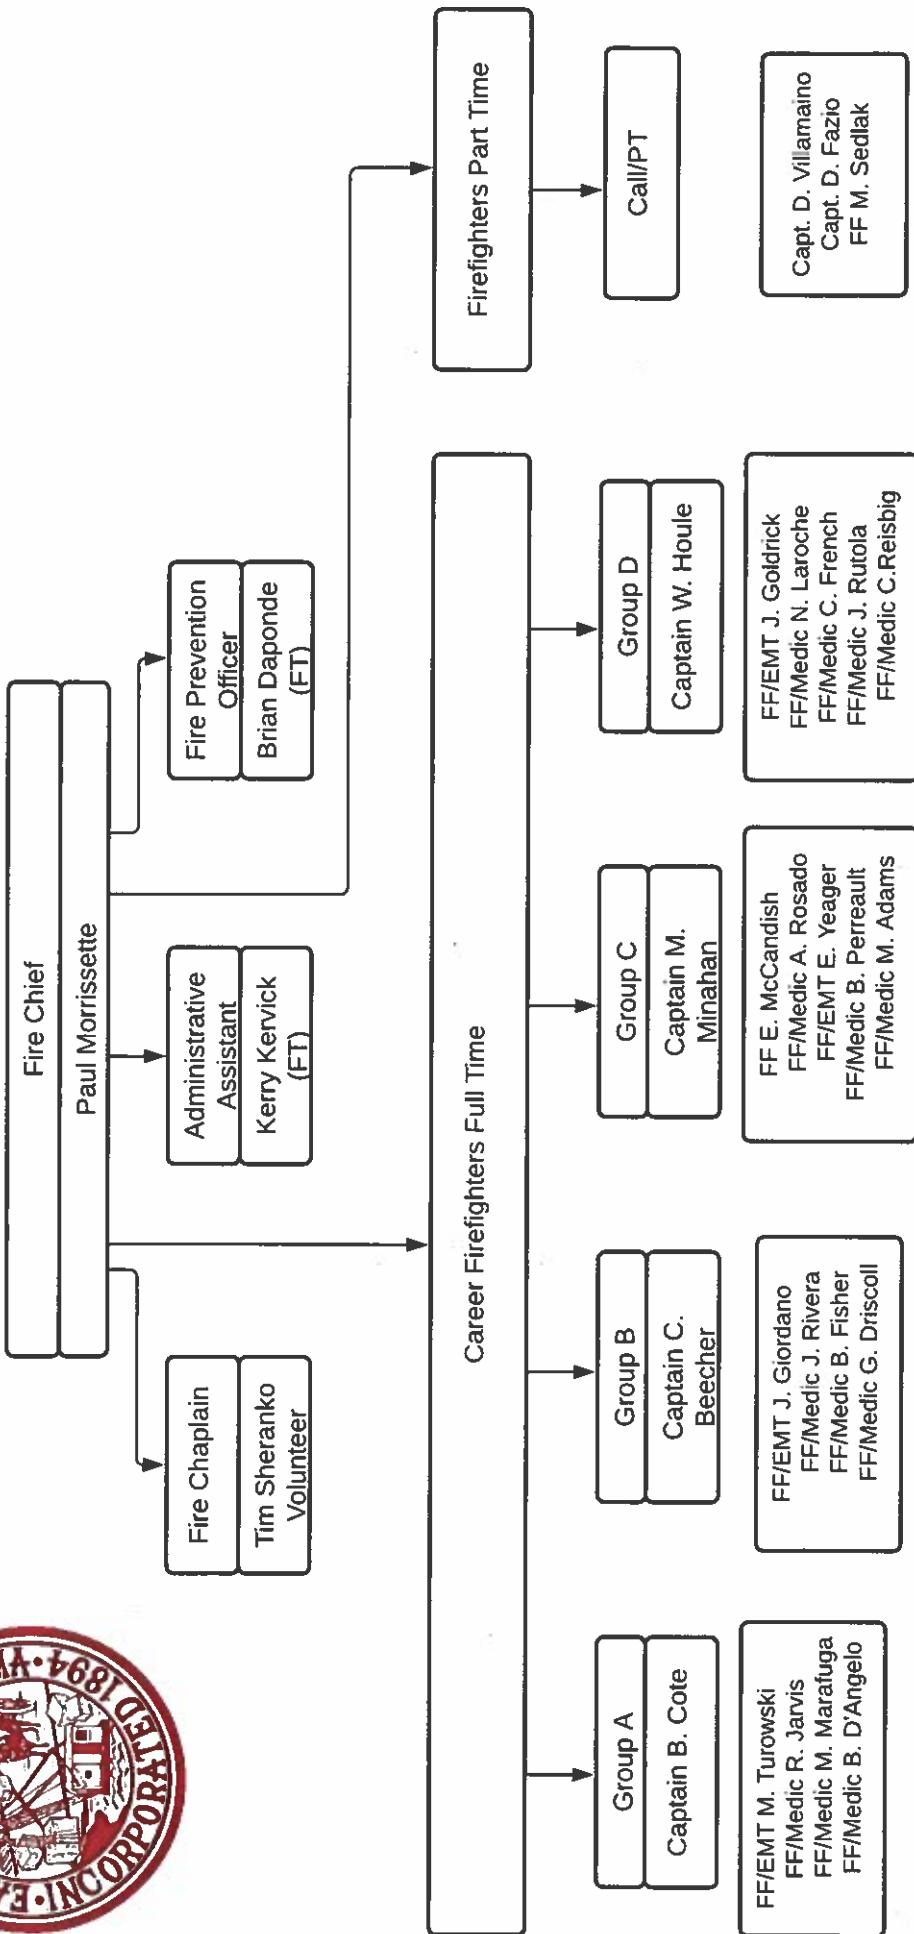 Fire Chief
Paul Morrissette
Fire Chaplain
Tim Sheranko
Volunteer
Administrative
Assistant
Kerry Kervick
(FT)
Fire Prevention
Officer
Brian Daponde
(FT)
Career Firefighters Full Time
Firefighters Part Time
Group A
Captain B. Cote
Group B
Captain C.
Beecher
Group C
Captain M.
Minahan
Group D
Captain W. Houle
Call/PT
FF/EMT M. Turowski
FF/Medic R. Jarvis
FF/Medic M. Marafuga
FF/Medic B. D'Angelo
FF/EMT J. Giordano
FF/Medic J. Rivera
FF/Medic B. Fisher
FF/Medic G. Driscoll
FF E. McCandish
FF/Medic A. Rosado
FF/EMT E. Yeager
FF/Medic B. Perreault
FF/Medic M. Adams
FF/EMT J. Goldrick
FF/Medic N. Laroche
FF/Medic C. French
FF/Medic J. Rutola
FF/Medic C.Reisbig
Capt. D. Villamaino
Capt. D. Fazio
FF M. Sedlak
INCORPORATED 1894